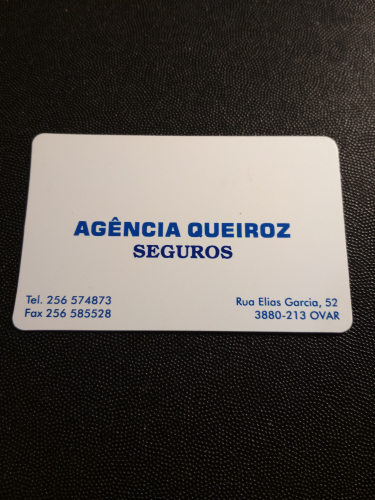 AGÊNCIA QUEIROZ
SEGUROS
Tel. 256 574873
Fax 256 585528
Rua Elias Garcia, 52
3880-213 OVAR